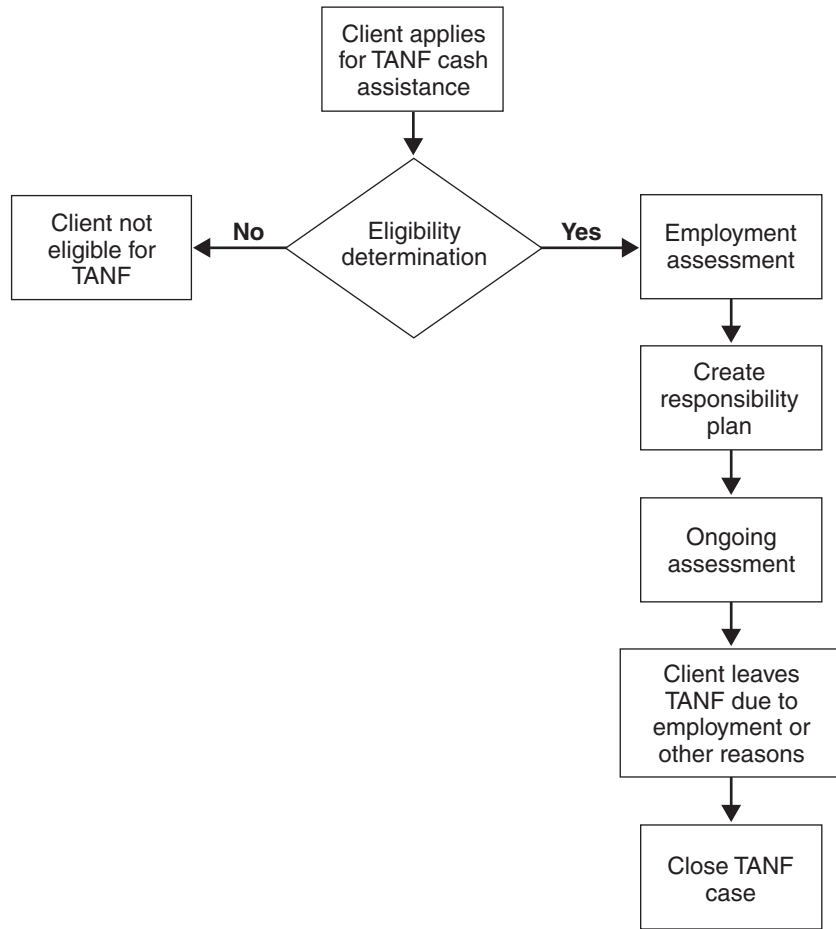 Client applies
for TANF cash
assistance
Client not
eligible for
TANF
No
Eligibility
determination
Yes
Employment
assessment
Create
responsibility
plan
Ongoing
assessment
Client leaves
TANF due to
employment or
other reasons
Close TANF
case